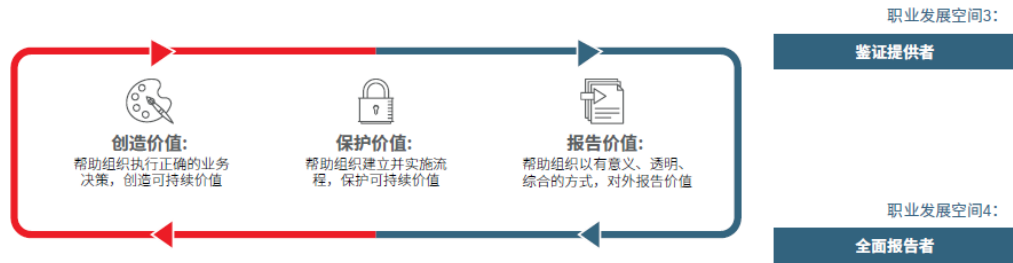 职业发展空间3：
鉴证提供者
创造价值:
帮助组织执行正确的业务
决策，创造可持续价值
保护价值:
帮助组织建立并实施流
程，保护可持续价值
报告价值:
帮助组织以有意义、透明、
综合的方式，对外报告价值
职业发展空间4：
全面报告者